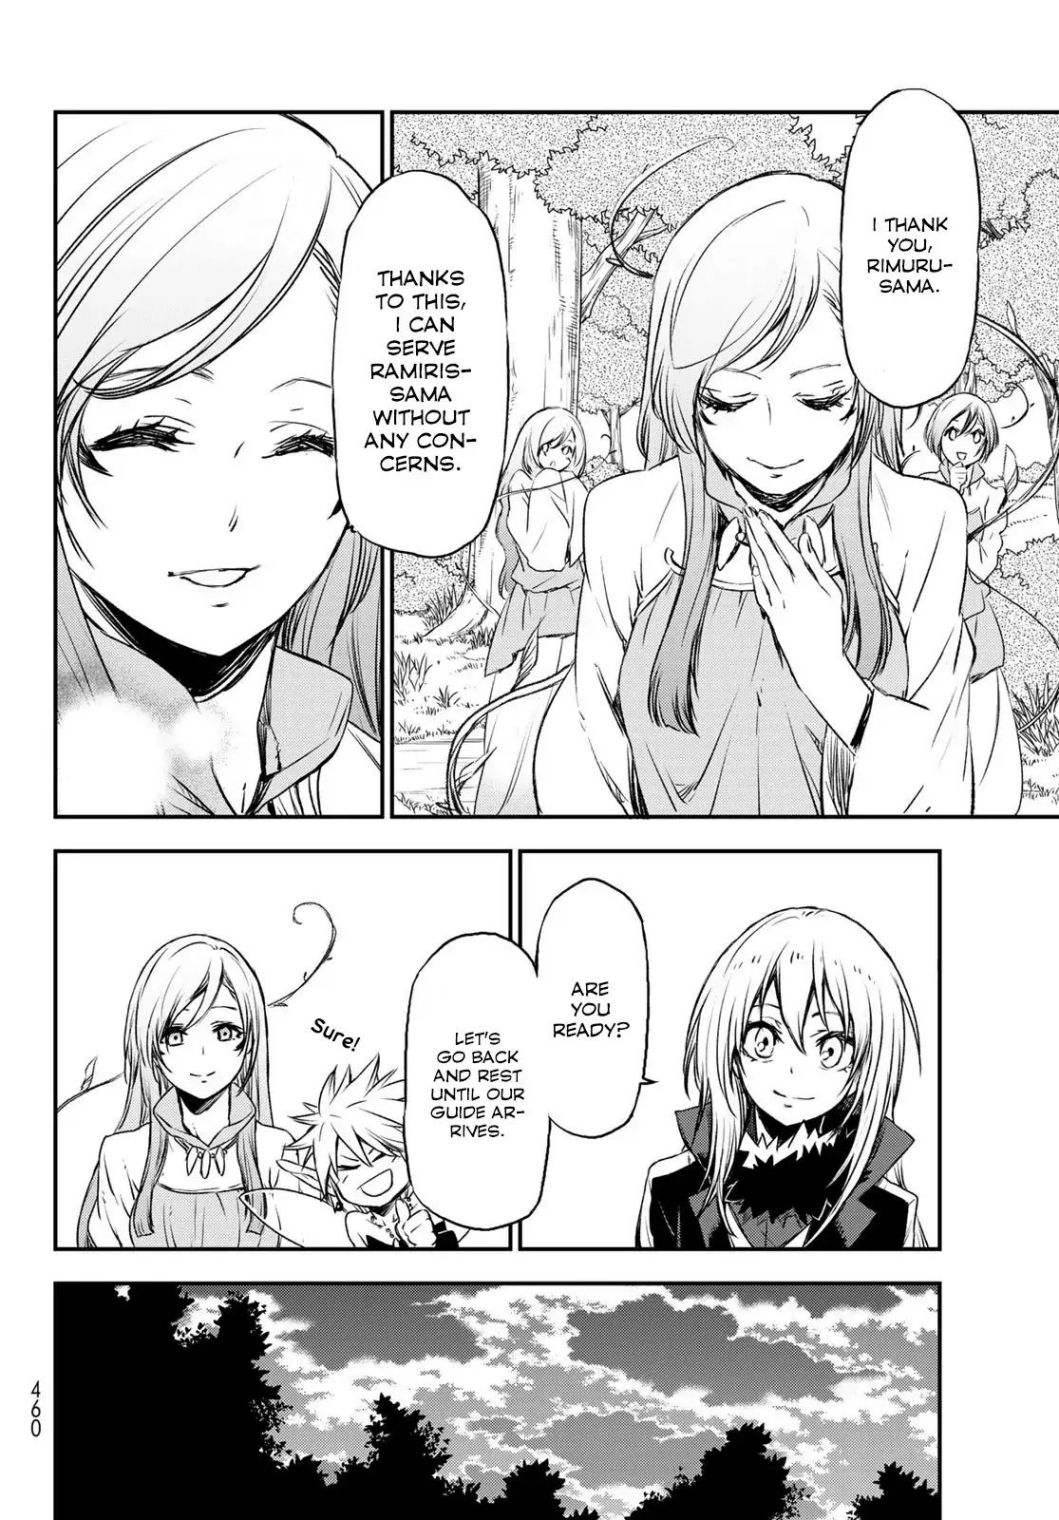 I THANK
YOU,
RIMURU-
SAMA.
THANKS
TO THIS,
I CAN
SERVE
RAMIRIS-
SAMA
WITHOUT
ANY CON-
CERNS.
ARE
YOU
READY?
LET'S
GO BACK
AND REST
UNTIL OUR
GUIDE AR-
RIVES.
Sure!
460